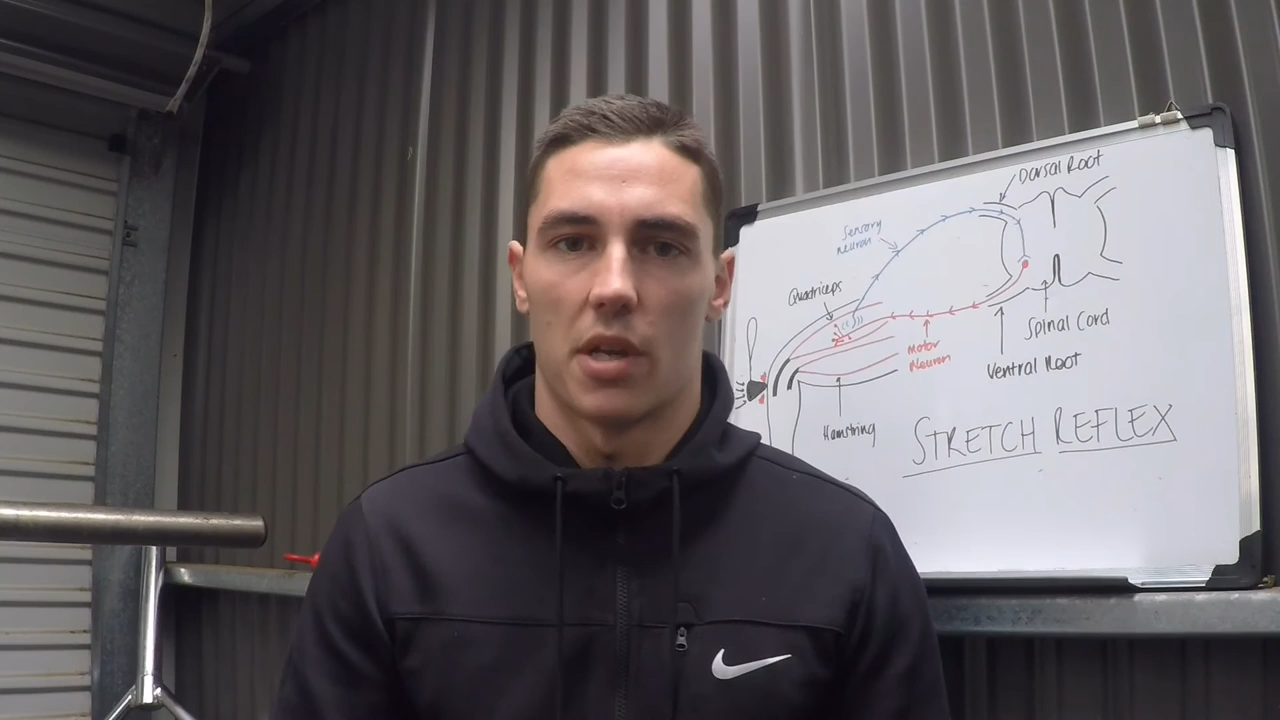 Dorsal Root
Sensory
neuron
Quadriceps
Spinal Cord
Motor
Neuron
Ventral Root
Hamstring
STRETCH REFLEX